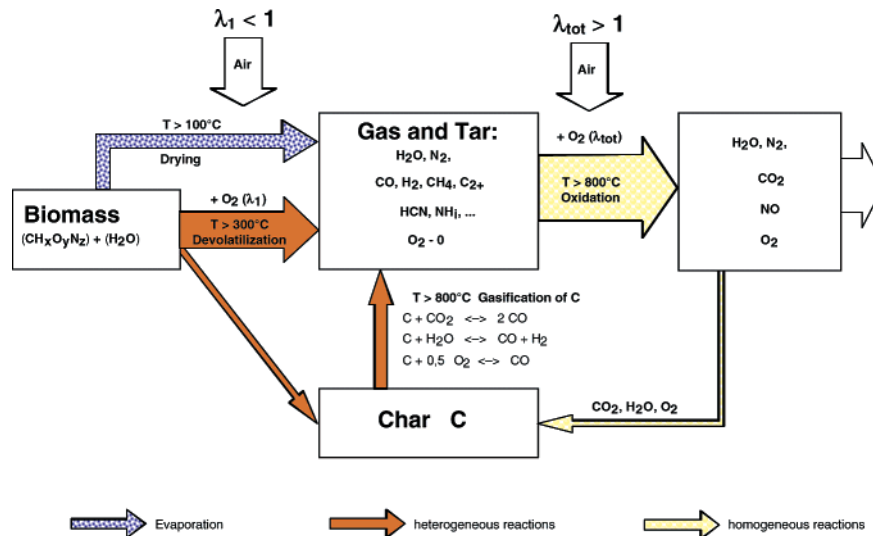 λ1 < 1
λtot > 1
Air
Air
T > 100°C
Drying
Gas and Tar:
H2O, N2,
CO, H2, CH4, C2+
HCN, NHi, ...
O2 - 0
+ O2 (λtot)
T > 800°C
Oxidation
H2O, N2,
CO2
NO
O2
Biomass
(CHxOyNz) + (H2O)
+ O2 (λ1)
T > 300°C
Devolatilization
T > 800°C Gasification of C
C + CO2 <-> 2 CO
C + H2O <-> CO + H2
C + 0,5 O2 <-> CO
Char C
CO2, H2O, O2
Evaporation
heterogeneous reactions
homogeneous reactions